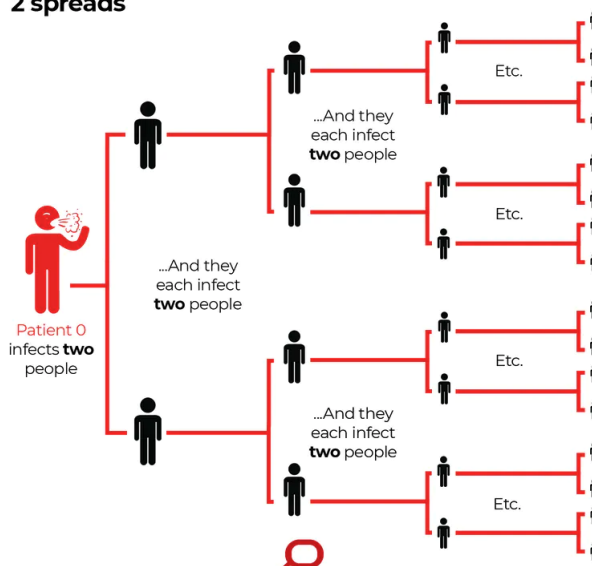 2 spreads
Etc.
...And they
each infect
two people
Etc.
...And they
each infect
two people
Patient 0
infects two
people
Etc.
...And they
each infect
two people
Etc.